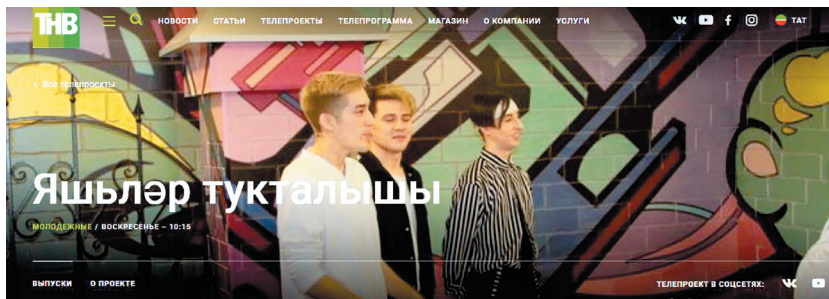 ТНВ НОВОСТИ СТАТЬИ ТЕЛЕПРОЕКТЫ ТЕЛЕПРОГРАММА МАГАЗИН О КОМПАНИИ УСЛУГИ ТАТ
< Все телепроекты
Яшьләр тукталышы
МОЛОДЕЖНЫЕ / ВОСКРЕСЕНЬЕ – 10:15
ВЫПУСКИ О ПРОЕКТЕ ТЕЛЕПРОЕКТ В СОЦСЕТЯХ: